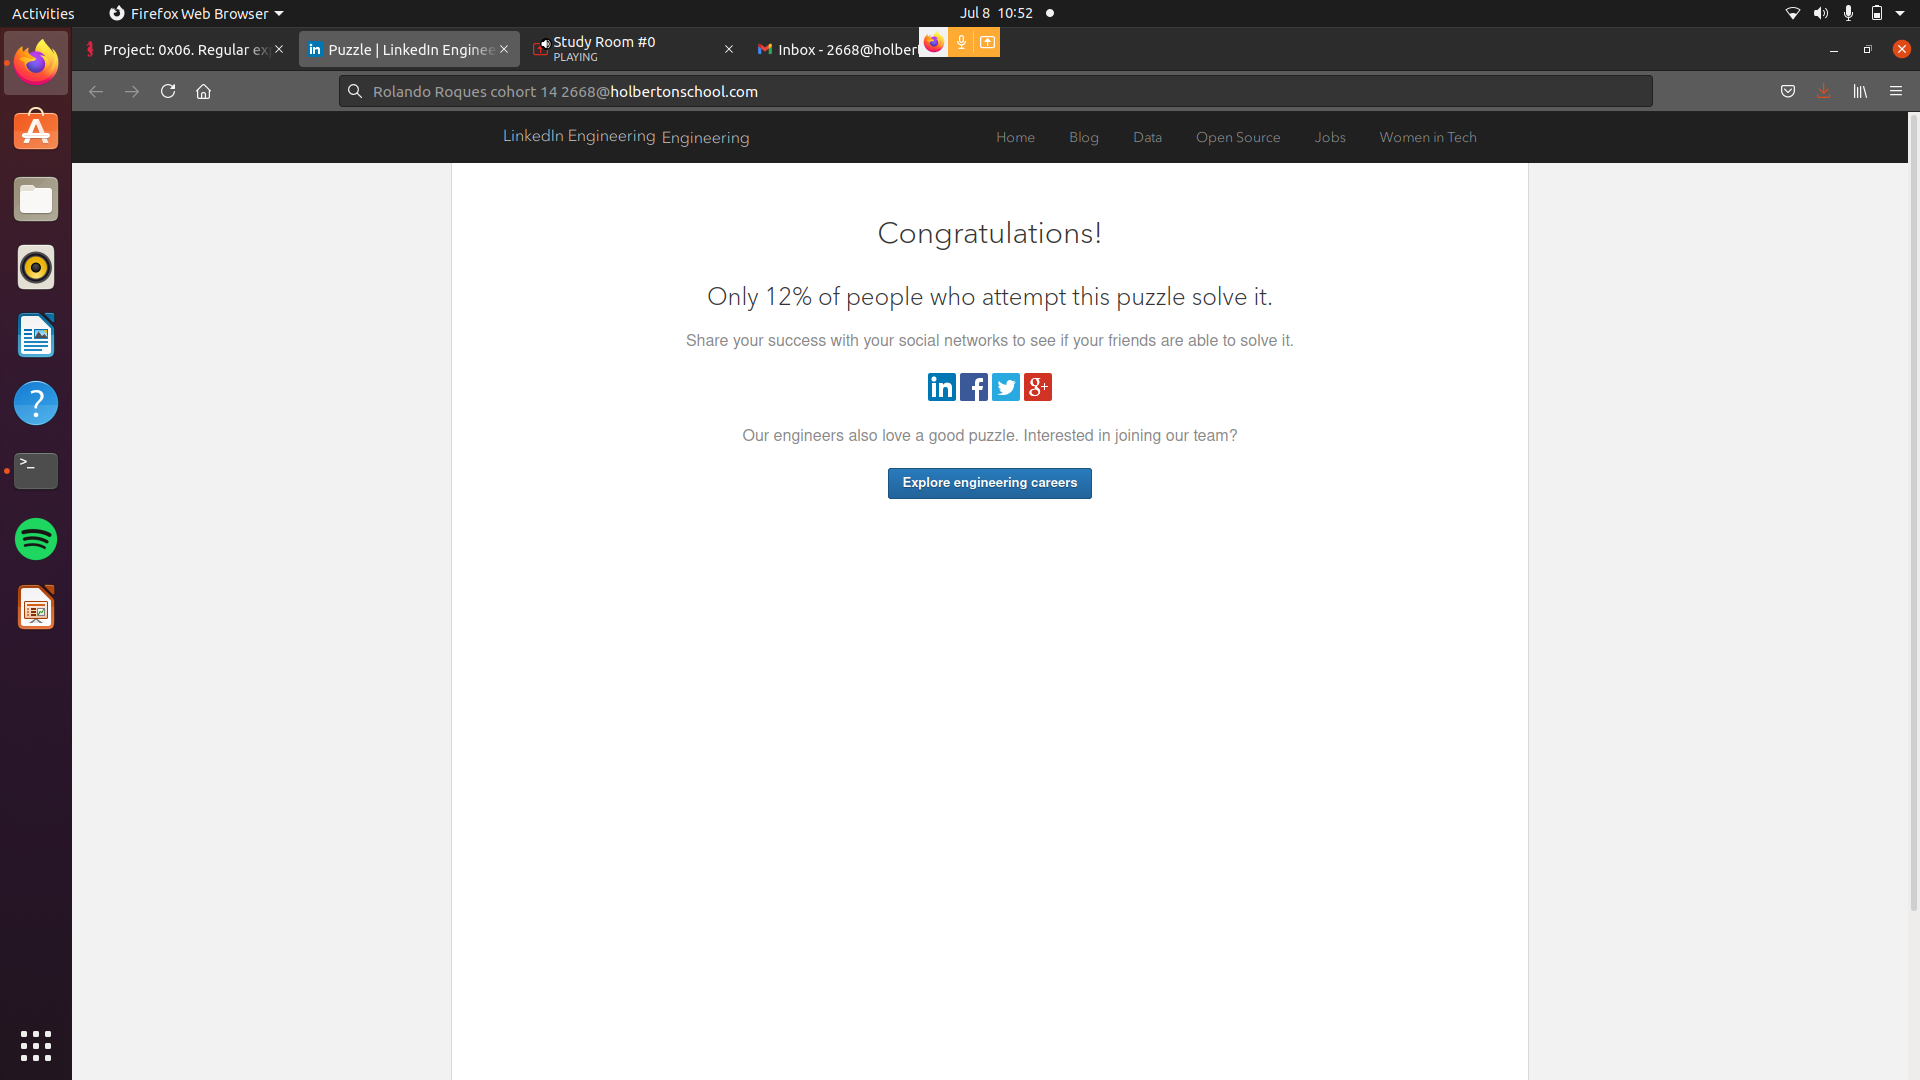 Activities
Firefox Web Browser
Jul 8 10:52
Project: 0x06. Regular ex
Puzzle | LinkedIn Enginee
Study Room #0
PLAYING
Inbox - 2668@holber
Rolando Roques cohort 14 2668@holbertonschool.com
LinkedIn Engineering Engineering
Home
Blog
Data
Open Source
Jobs
Women in Tech
Congratulations!
Only 12% of people who attempt this puzzle solve it.
Share your success with your social networks to see if your friends are able to solve it.
in f g+
Our engineers also love a good puzzle. Interested in joining our team?
Explore engineering careers